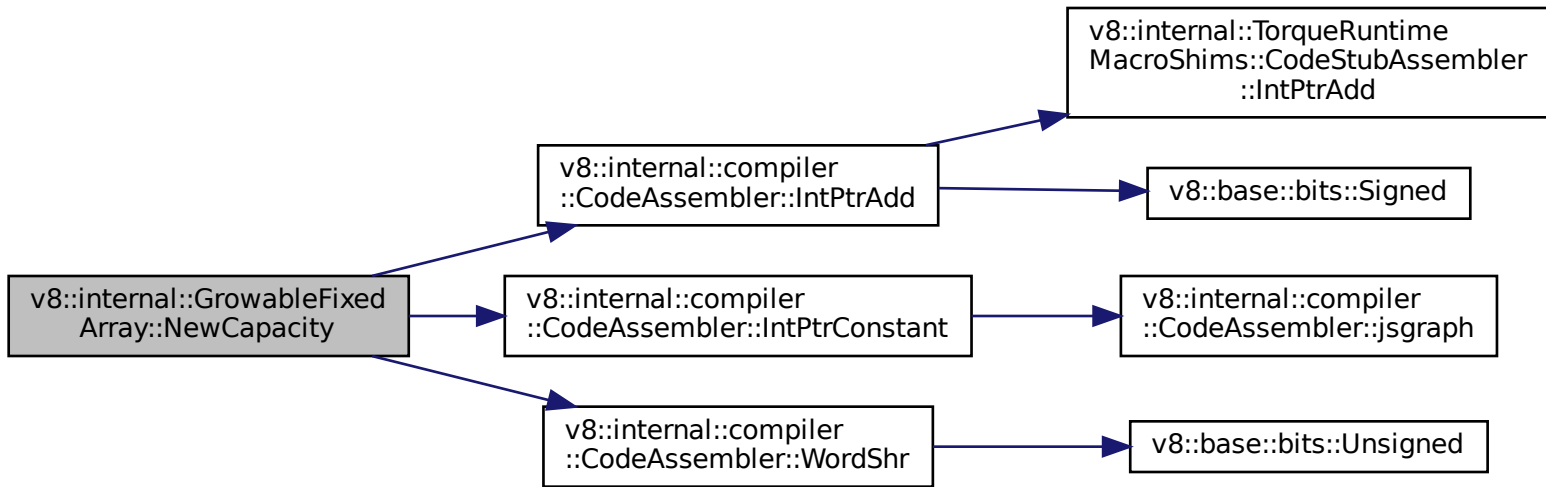 v8::internal::TorqueRuntime
MacroShims::CodeStubAssembler
::IntPtrAdd
v8::internal::compiler
::CodeAssembler::IntPtrAdd
v8::base::bits::Signed
v8::internal::GrowableFixed
Array::NewCapacity
v8::internal::compiler
::CodeAssembler::IntPtrConstant
v8::internal::compiler
::CodeAssembler::jsgraph
v8::internal::compiler
::CodeAssembler::WordShr
v8::base::bits::Unsigned